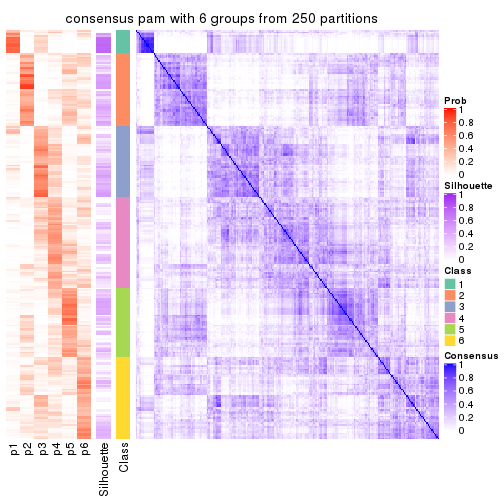 consensus pam with 6 groups from 250 partitions
Prob
1
0.8
0.6
0.4
0.2
0
Silhouette
1
0.8
0.6
0.4
0.2
0
Class
1
2
3
4
5
6
Consensus
1
0.8
0.6
0.4
0.2
0
p1
p2
p3
p4
p5
p6
Silhouette
Class